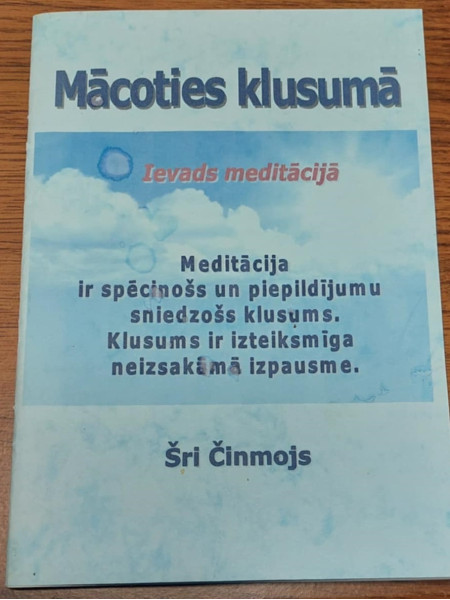 Mācoties klusumā
Ievads meditācijā
Meditācija
ir spēcinošs un piepildījumu
sniedzošs klusums.
Klusums ir izteiksmīga
neizsakāmā izpausme.
Šri Činmojs